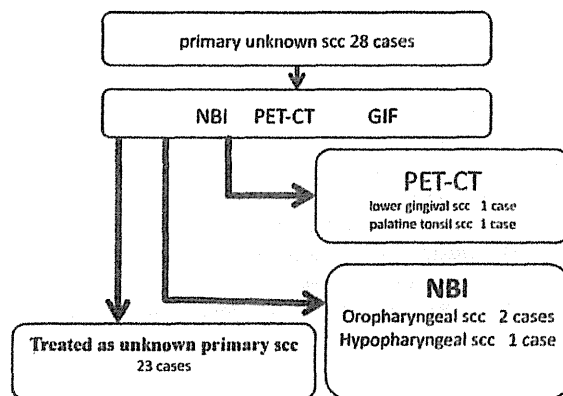 primary unknown scc 28 cases
NBI PET-CT GIF
PET-CT
lower gingival scc 1 case
palatine tonsil scc 1 case
NBI
Oropharyngeal scc 2 cases
Hypopharyngeal scc 1 case
Treated as unknown primary scc
23 cases